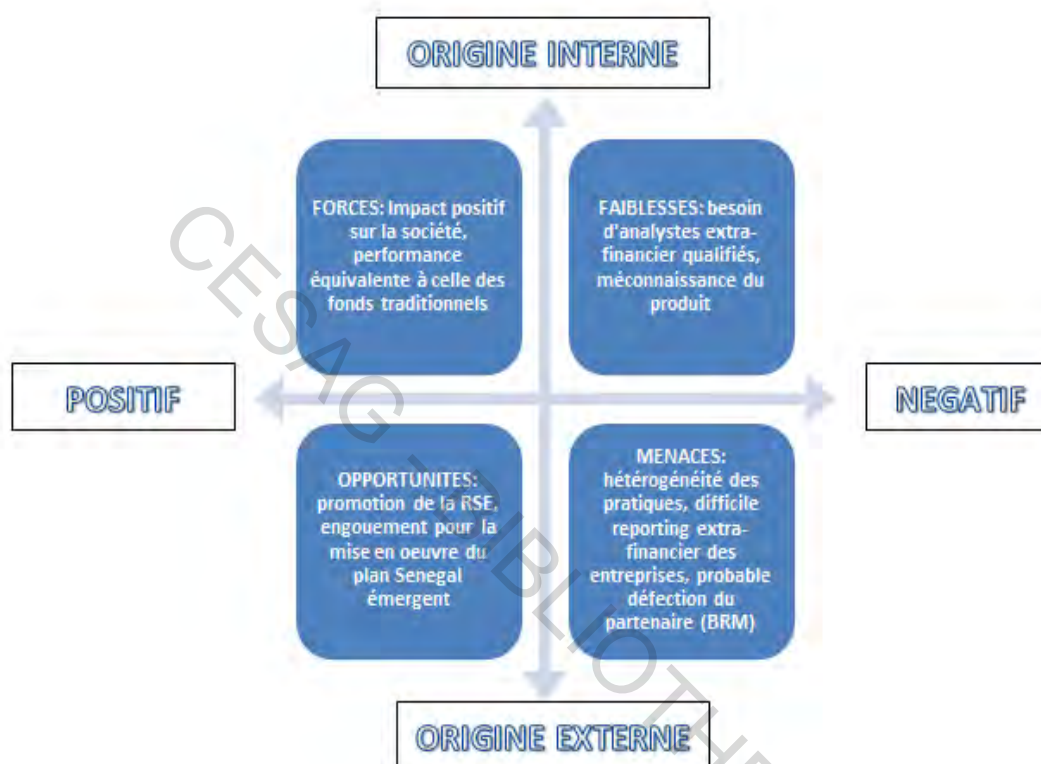 ORIGINE INTERNE
FORCES: Impact positif
sur la société,
performance
équivalente à celle des
fonds traditionnels
FAIBLESSES: besoin
d'analystes extra-
financier qualifiés,
méconnaissance du
produit
POSITIF
NEGATIF
OPPORTUNITES:
promotion de la RSE,
engouement pour la
mise en oeuvre du
plan Senegal
émergent
MENACES:
hétérogénéité des
pratiques, difficile
reporting extra-
financier des
entreprises, probable
défection du
partenaire (BRM)
ORIGINE EXTERNE
CESAG - BIBLIOTHE